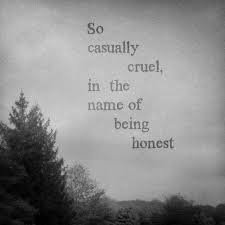 So
casually
cruel,
in the
name of
being
honest